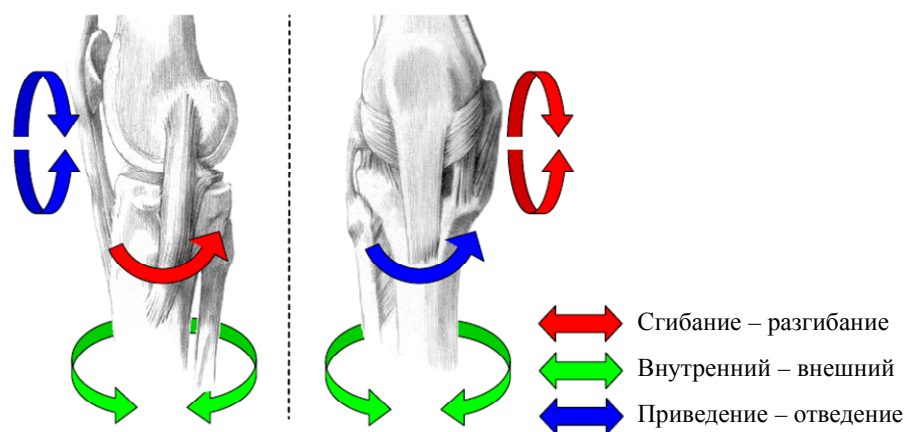 Сгибание – разгибание
Внутренний – внешний
Приведение – отведение